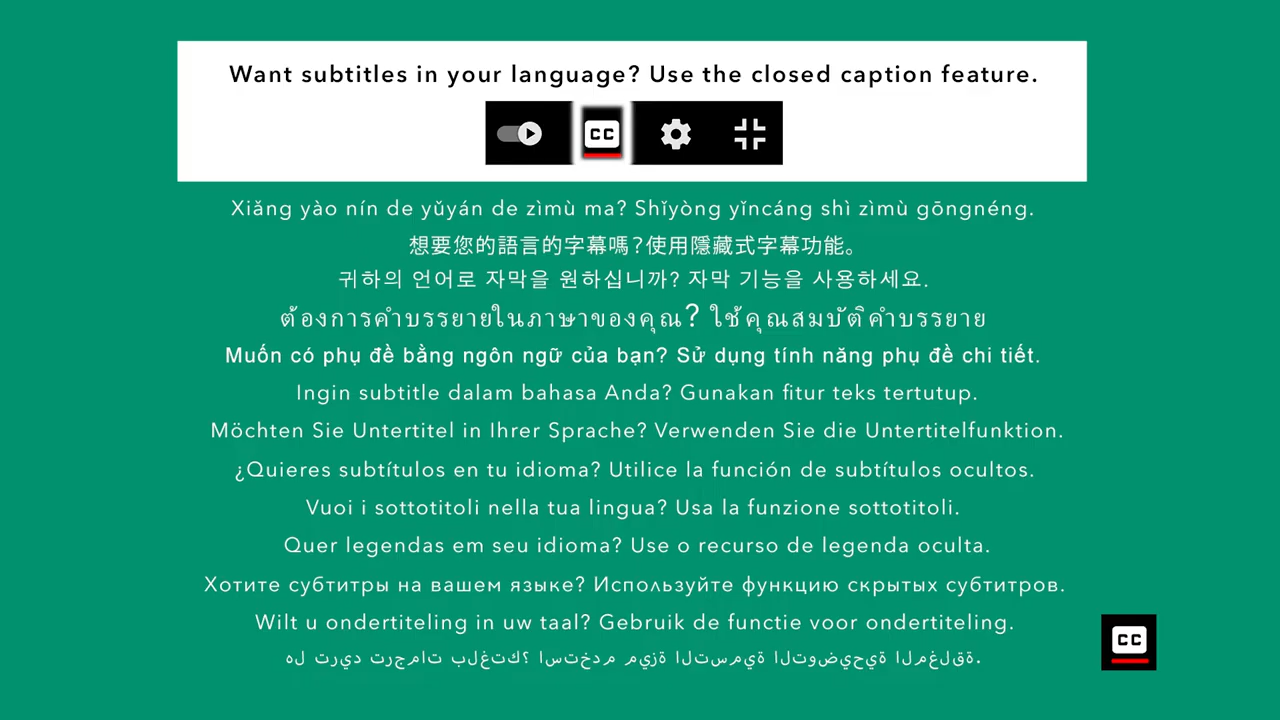 Want subtitles in your language? Use the closed caption feature.
CC
Xiǎng yào nín de yǔyán de zìmù ma? Shǐyòng yǐncáng shì zìmù gōngnéng.
想要您的語言的字幕嗎?使用隱藏式字幕功能。
귀하의 언어로 자막을 원하십니까? 자막 기능을 사용하세요.
ต้องการคำบรรยายในภาษาของคุณ? ใช้คุณสมบัติคำบรรยาย
Muốn có phụ đề bằng ngôn ngữ của bạn? Sử dụng tính năng phụ đề chi tiết.
Ingin subtitle dalam bahasa Anda? Gunakan fitur teks tertutup.
Möchten Sie Untertitel in Ihrer Sprache? Verwenden Sie die Untertitelfunktion.
¿Quieres subtítulos en tu idioma? Utilice la función de subtítulos ocultos.
Vuoi i sottotitoli nella tua lingua? Usa la funzione sottotitoli.
Quer legendas em seu idioma? Use o recurso de legenda oculta.
Хотите субтитры на вашем языке? Используйте функцию скрытых субтитров.
Wilt u ondertiteling in uw taal? Gebruik de functie voor ondertiteling.
هل تريد ترجمات بلغتك؟ استخدم ميزة التسمية التوضيحية المغلقة.
CC